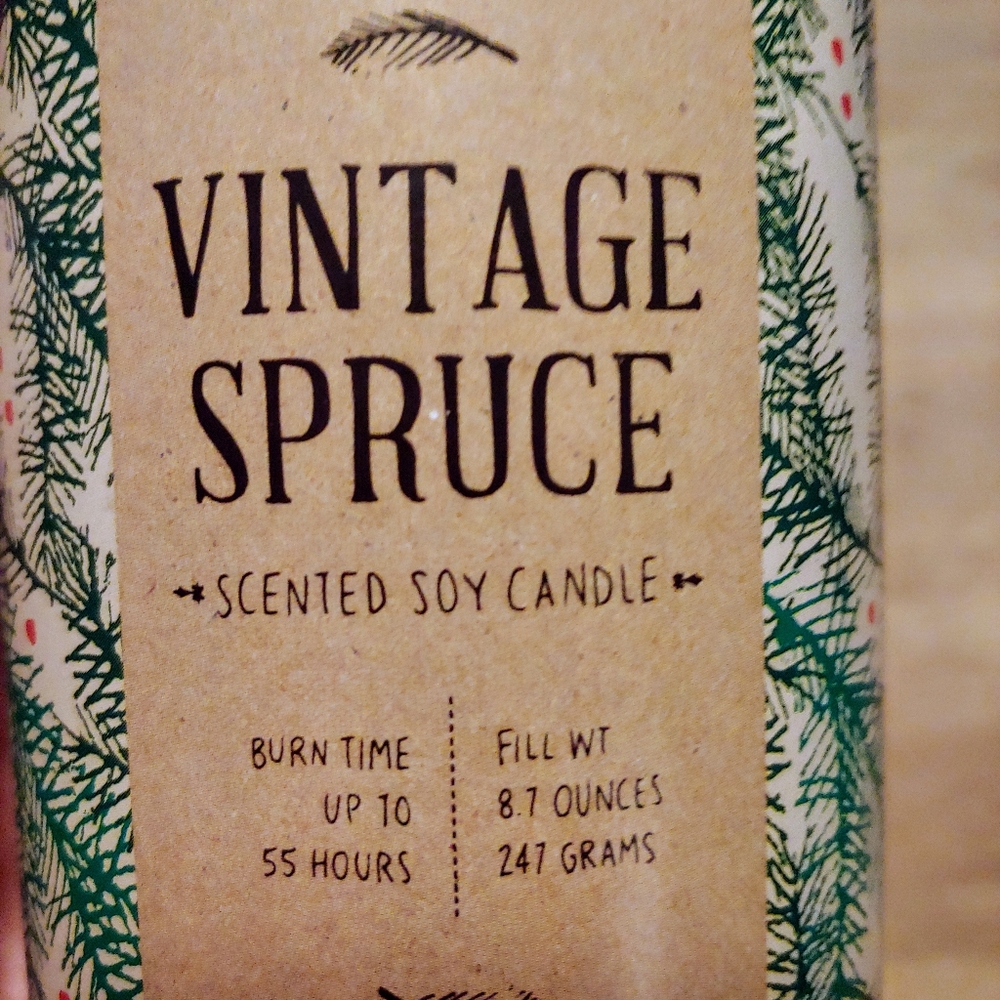 VINTAGE
SPRUCE
SCENTED SOY CANDLE
BURN TIME
UP TO
55 HOURS
FILL WT
8.7 OUNCES
247 GRAMS